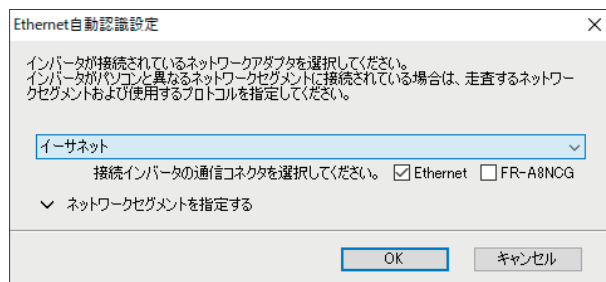 Ethernet自動認識設定
インバータが接続されているネットワークアダプタを選択してください。
インバータがパソコンと異なるネットワークセグメントに接続されている場合は、走査するネットワー
クセグメントおよび使用するプロトコルを指定してください。
イーサネット
接続インバータの通信コネクタを選択してください。 Ethernet FR-A8NCG
ネットワークセグメントを指定する
OK キャンセル